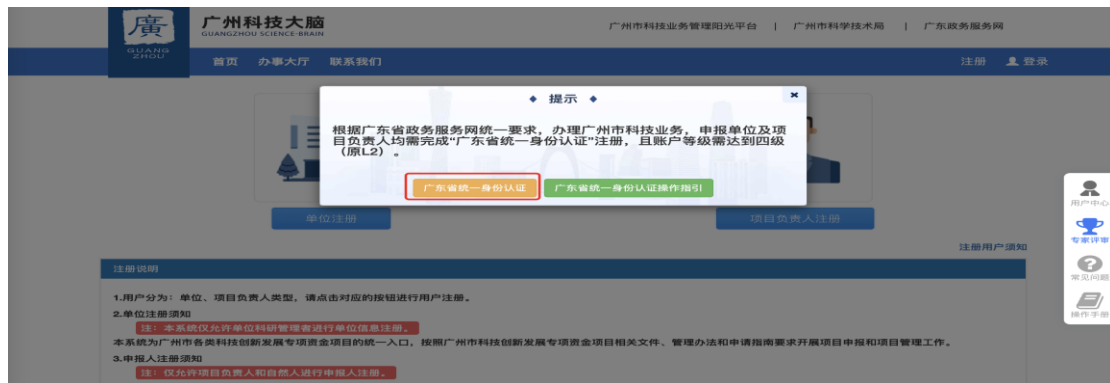 廣
GUANG
ZHOU
广州科技大脑
GUANGZHOU SCIENCE-BRAIN
广州市科技业务管理阳光平台 | 广州市科学技术局 | 广东政务服务网
首页 办事大厅 联系我们
注册 登录
提示
根据广东省政务服务网统一要求，办理广州市科技业务，申报单位及项
目负责人均需完成“广东省统一身份认证”注册，且账户等级需达到四级
（原L2）。
广东省统一身份认证 广东省统一身份认证操作指引
单位注册 项目负责人注册
用户中心
专家评审
常见问题
操作手册
注册用户须知
注册说明
1.用户分为：单位、项目负责人类型，请点击对应的按钮进行用户注册。
2.单位注册须知
注：本系统仅允许单位科研管理者进行单位信息注册。
本系统为广州市各类科技创新发展专项资金项目的统一入口，按照广州市科技创新发展专项资金项目相关文件、管理办法和申请指南要求开展项目申报和项目管理工作。
3.申报人注册须知
注：仅允许项目负责人和自然人进行申报人注册。